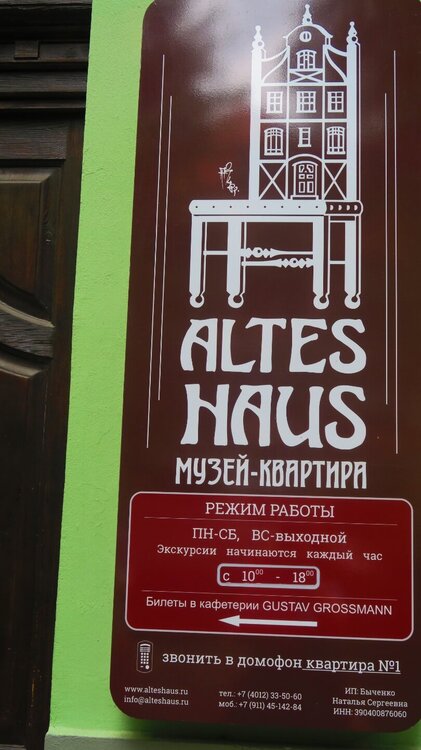 ALTES
HAUS
МУЗЕЙ-КВАРТИРА
РЕЖИМ РАБОТЫ
ПН-СБ, ВС-выходной
Экскурсии начинаются каждый час
с 10⁰⁰ - 18⁰⁰
Билеты в кафетерии GUSTAV GROSSMANN
звонить в домофон квартира №1
www.alteshaus.ru
info@alteshaus.ru
тел.: +7 (4012) 33-50-60
моб.: +7 (911) 45-142-84
ИП: Быченко
Наталья Сергеевна
ИНН: 390400876060